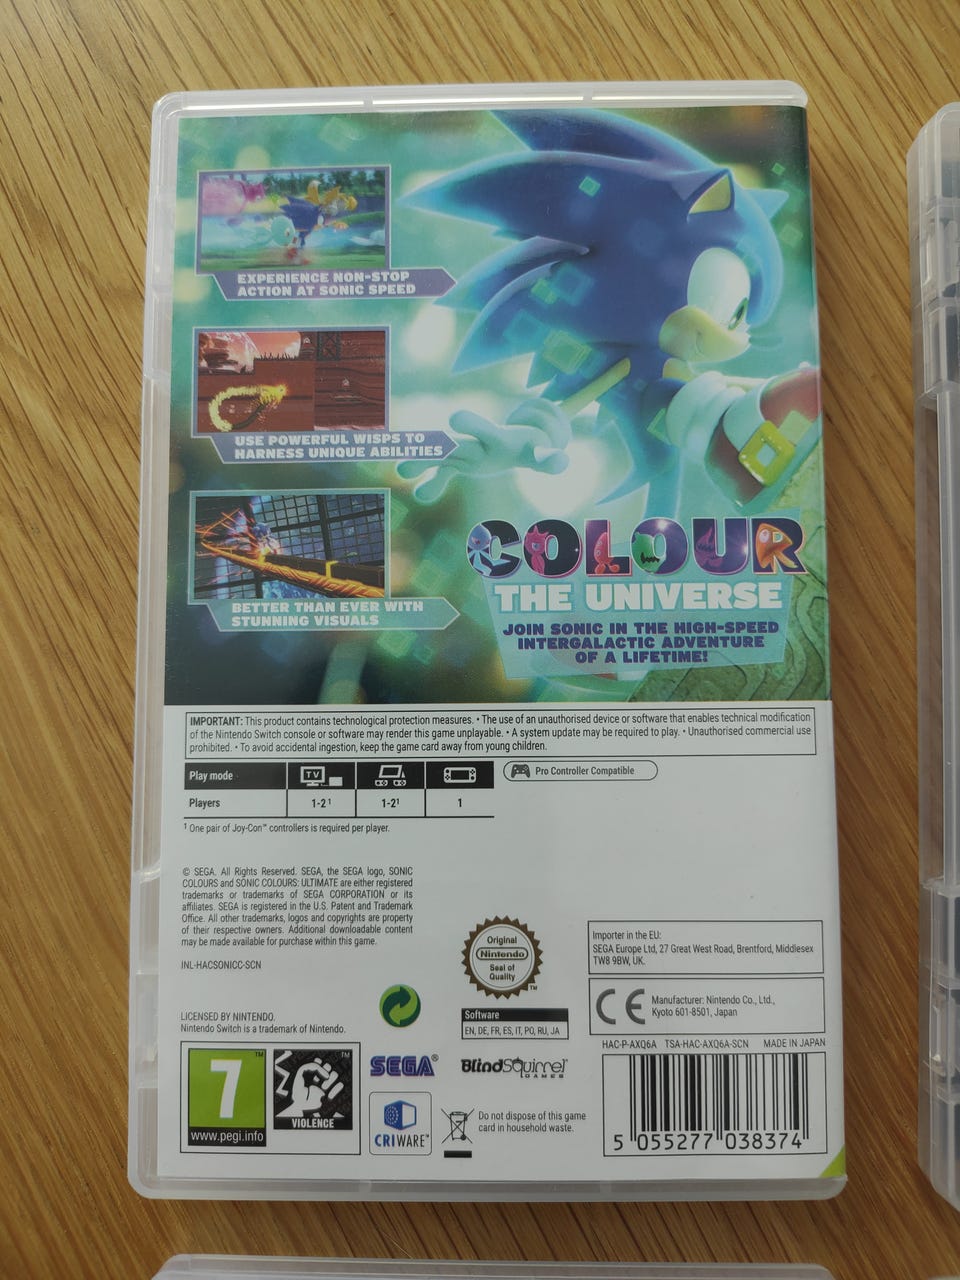 EXPERIENCE NON-STOP
ACTION AT SONIC SPEED
USE POWERFUL WISPS TO
HARNESS UNIQUE ABILITIES
BETTER THAN EVER WITH
STUNNING VISUALS
COLOUR
THE UNIVERSE
JOIN SONIC IN THE HIGH-SPEED
INTERGALACTIC ADVENTURE
OF A LIFETIME!
IMPORTANT: This product contains technological protection measures. • The use of an unauthorised device or software that enables technical modification
of the Nintendo Switch console or software may render this game unplayable. • A system update may be required to play. • Unauthorised commercial use
prohibited. • To avoid accidental ingestion, keep the game card away from young children.
Play mode TV
Players 1-2¹ 1-2¹ 1
Pro Controller Compatible
¹ One pair of Joy-Con™ controllers is required per player.
© SEGA. All Rights Reserved. SEGA, the SEGA logo, SONIC
COLOURS and SONIC COLOURS: ULTIMATE are either registered
trademarks or trademarks of SEGA CORPORATION or its
affiliates. SEGA is registered in the U.S. Patent and Trademark
Office. All other trademarks, logos and copyrights are property
of their respective owners. Additional downloadable content
may be made available for purchase within this game.
INL-HACSONICC-SCN
LICENSED BY NINTENDO.
Nintendo Switch is a trademark of Nintendo.
Original
Nintendo
Seal of
Quality
TM
Software
EN, DE, FR, ES, IT, PO, RU, JA
Importer in the EU:
SEGA Europe Ltd, 27 Great West Road, Brentford, Middlesex
TW8 9BW, UK.
CE
Manufacturer: Nintendo Co., Ltd.,
Kyoto 601-8501, Japan
HAC-P-AXQ6A TSA-HAC-AXQ6A-SCN MADE IN JAPAN
7 ™
www.pegi.info
™
VIOLENCE
SEGA®
BlindSquirrel
GAMES
CRIWARE™
Do not dispose of this game
card in household waste.
5 055277 038374